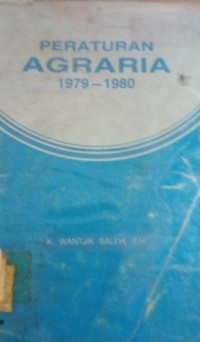 PERATURAN
AGRARIA
1979 – 1980
K. WANTJIK SALEH, S.H.